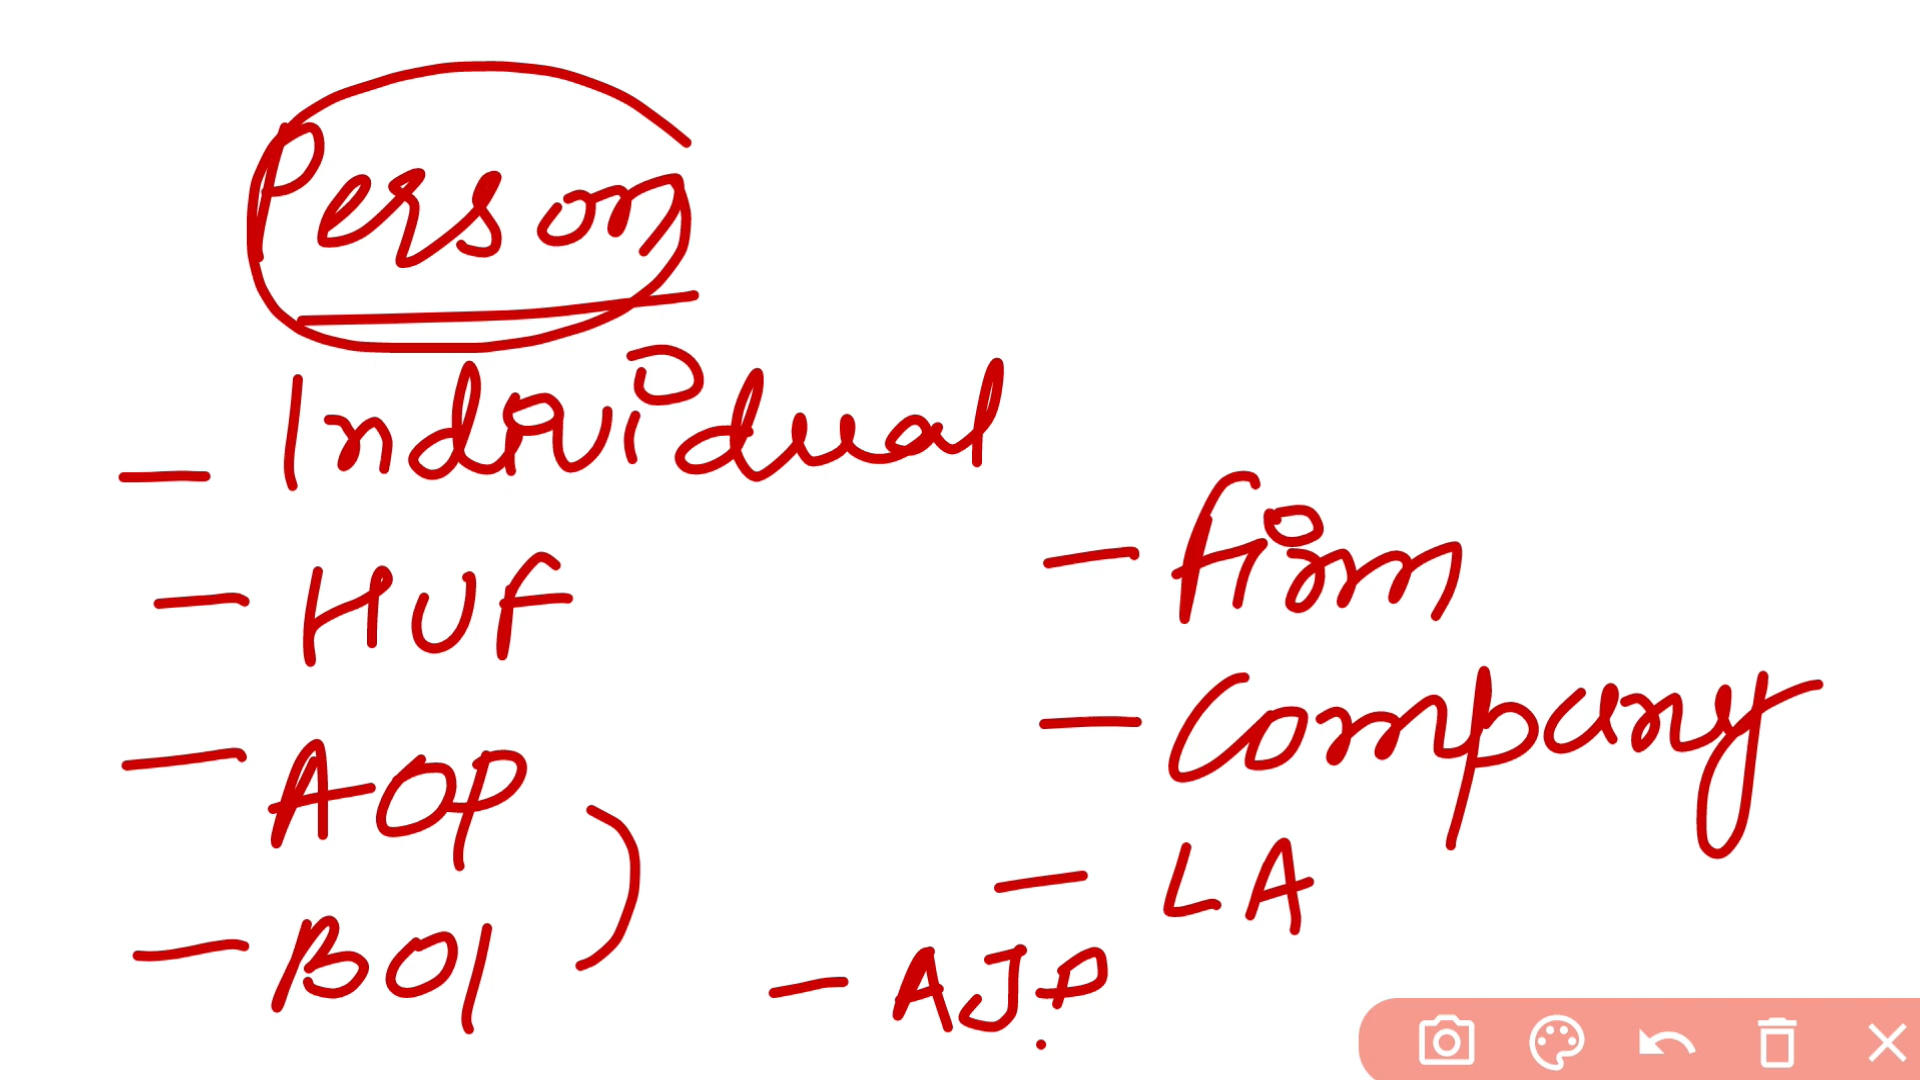 Person
- Individual
- HUF
- AOP
- BOI
- firm
- Company
- LA
- AJP